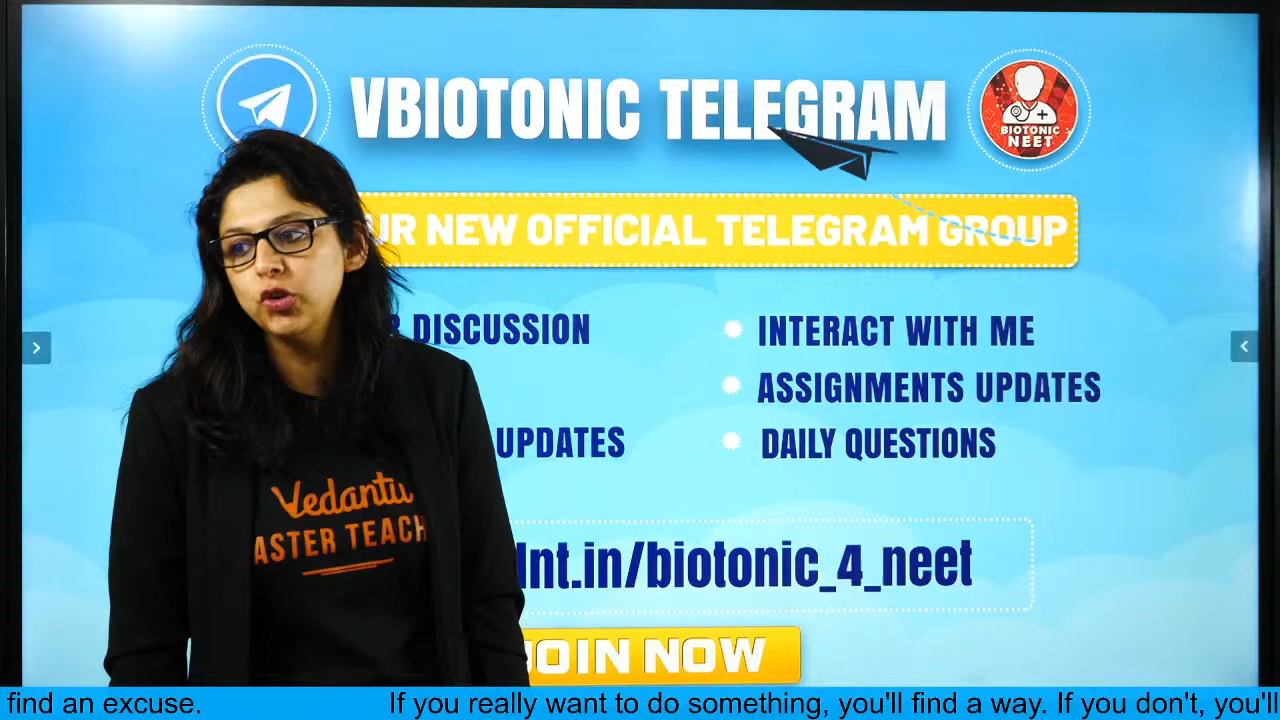 VBIOTONIC TELEGRAM
BIOTONIC
NEET
UR NEW OFFICIAL TELEGRAM GROUP
DISCUSSION
INTERACT WITH ME
ASSIGNMENTS UPDATES
UPDATES
DAILY QUESTIONS
Vedantu
ASTER TEACH
lnt.in/biotonic_4_neet
JOIN NOW
find an excuse. If you really want to do something, you'll find a way. If you don't, you'll